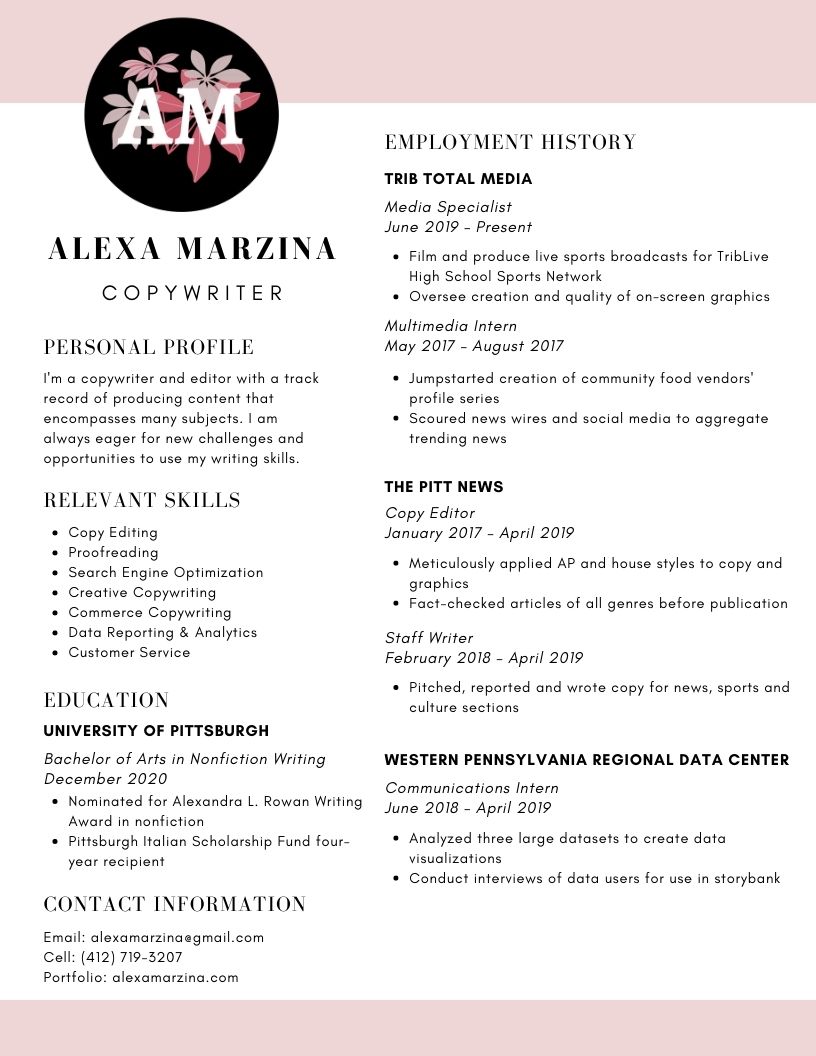 AM
ALEXA MARZINA
COPYWRITER
PERSONAL PROFILE
I'm a copywriter and editor with a track
record of producing content that
encompasses many subjects. I am
always eager for new challenges and
opportunities to use my writing skills.
RELEVANT SKILLS
• Copy Editing
• Proofreading
• Search Engine Optimization
• Creative Copywriting
• Commerce Copywriting
• Data Reporting & Analytics
• Customer Service
EDUCATION
UNIVERSITY OF PITTSBURGH
Bachelor of Arts in Nonfiction Writing
December 2020
• Nominated for Alexandra L. Rowan Writing
Award in nonfiction
• Pittsburgh Italian Scholarship Fund four-
year recipient
CONTACT INFORMATION
Email: alexamarzina@gmail.com
Cell: (412) 719-3207
Portfolio: alexamarzina.com
EMPLOYMENT HISTORY
TRIB TOTAL MEDIA
Media Specialist
June 2019 - Present
• Film and produce live sports broadcasts for TribLive
High School Sports Network
• Oversee creation and quality of on-screen graphics
Multimedia Intern
May 2017 - August 2017
• Jumpstarted creation of community food vendors'
profile series
• Scoured news wires and social media to aggregate
trending news
THE PITT NEWS
Copy Editor
January 2017 - April 2019
• Meticulously applied AP and house styles to copy and
graphics
• Fact-checked articles of all genres before publication
Staff Writer
February 2018 - April 2019
• Pitched, reported and wrote copy for news, sports and
culture sections
WESTERN PENNSYLVANIA REGIONAL DATA CENTER
Communications Intern
June 2018 - April 2019
• Analyzed three large datasets to create data
visualizations
• Conduct interviews of data users for use in storybank